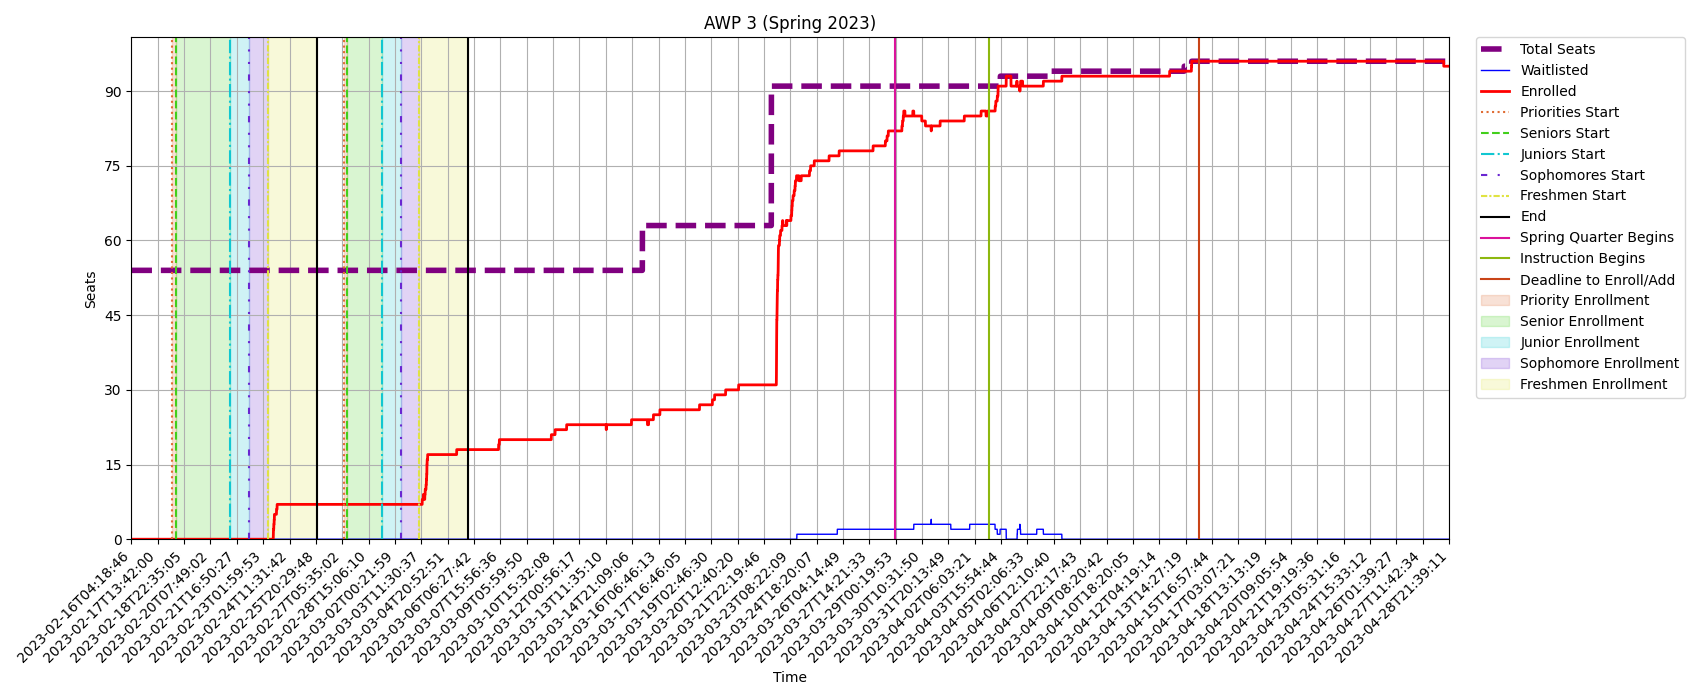 AWP 3 (Spring 2023)
Seats
90
75
60
45
30
15
0
2023-02-16T04:18:46
2023-02-17T13:42:00
2023-02-18T22:35:05
2023-02-20T07:49:02
2023-02-21T16:50:27
2023-02-23T01:59:53
2023-02-24T11:31:42
2023-02-25T20:29:48
2023-02-27T05:35:02
2023-02-28T15:06:10
2023-03-02T00:21:59
2023-03-03T11:30:37
2023-03-04T20:52:51
2023-03-06T06:27:42
2023-03-07T15:56:36
2023-03-09T05:59:50
2023-03-10T15:32:08
2023-03-12T00:56:17
2023-03-13T11:35:10
2023-03-14T21:09:06
2023-03-16T06:46:13
2023-03-17T16:46:05
2023-03-19T02:46:30
2023-03-20T12:40:20
2023-03-21T22:19:46
2023-03-23T08:22:09
2023-03-24T18:20:07
2023-03-26T04:14:49
2023-03-27T14:21:33
2023-03-29T00:19:53
2023-03-30T10:31:50
2023-03-31T20:13:49
2023-04-02T06:03:21
2023-04-03T15:54:44
2023-04-05T02:06:33
2023-04-06T12:10:40
2023-04-07T22:17:43
2023-04-09T08:20:42
2023-04-10T18:20:05
2023-04-12T04:19:14
2023-04-13T14:27:19
2023-04-15T16:57:44
2023-04-17T03:07:21
2023-04-18T13:13:19
2023-04-20T09:05:54
2023-04-21T19:19:36
2023-04-23T05:31:16
2023-04-24T15:33:12
2023-04-26T01:39:27
2023-04-27T11:42:34
2023-04-28T21:39:11
Time
Total Seats
Waitlisted
Enrolled
Priorities Start
Seniors Start
Juniors Start
Sophomores Start
Freshmen Start
End
Spring Quarter Begins
Instruction Begins
Deadline to Enroll/Add
Priority Enrollment
Senior Enrollment
Junior Enrollment
Sophomore Enrollment
Freshmen Enrollment